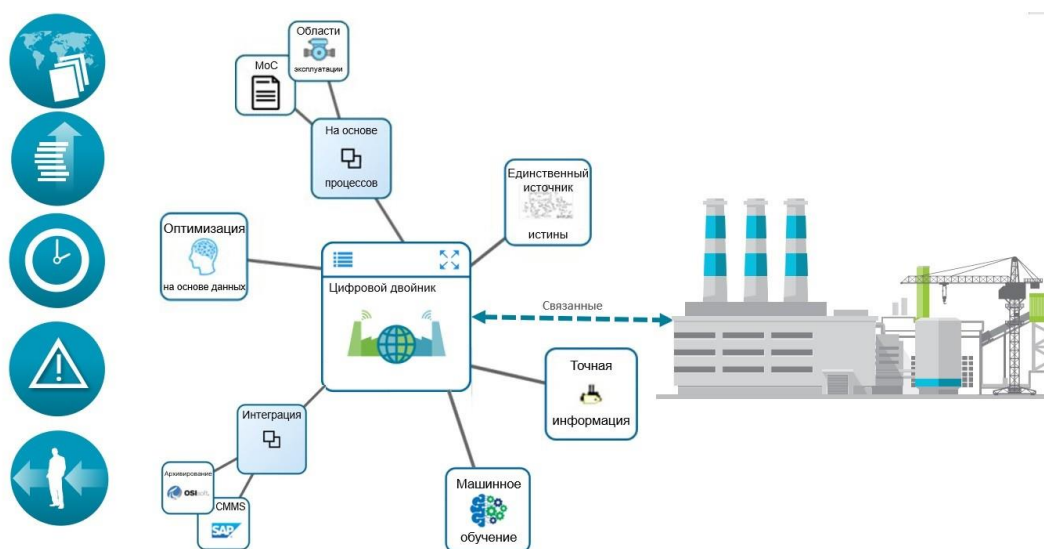 Области
эксплуатации
МоС
На основе
процессов
Единственный
источник
истины
Оптимизация
на основе данных
Цифровой двойник
Связанные
Точная
информация
Интеграция
Архивирование
OSIsoft.
CMMS
SAP
Машинное
обучение